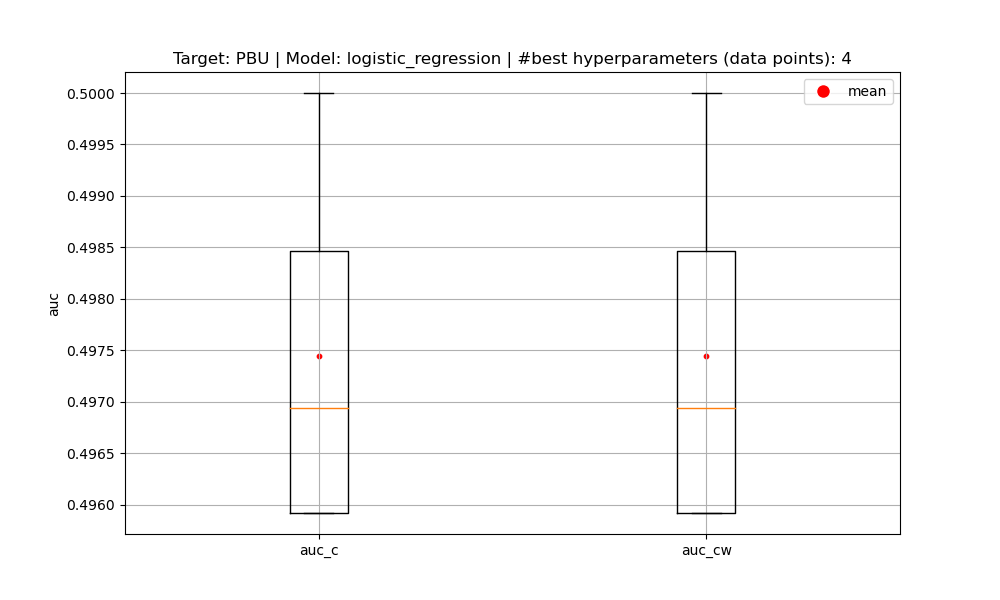 Target: PBU | Model: logistic_regression | #best hyperparameters (data points): 4
mean
0.5000
0.4995
0.4990
0.4985
0.4980
0.4975
0.4970
0.4965
0.4960
auc
auc_c
auc_cw